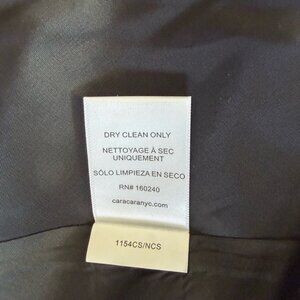 DRY CLEAN ONLY
NETTOYAGE À SEC
UNIQUEMENT
SÓLO LIMPIEZA EN SECO
RN# 160240
caracaranyc.com
1154CS/NCS